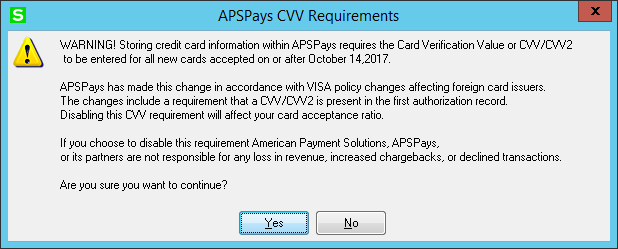 S
APSPays CVV Requirements
x
WARNING! Storing credit card information within APSPays requires the Card Verification Value or CVV/CVV2
to be entered for all new cards accepted on or after October 14,2017.
APSPays has made this change in accordance with VISA policy changes affecting foreign card issuers.
The changes include a requirement that a CVV/CVV2 is present in the first authorization record.
Disabling this CVV requirement will affect your card acceptance ratio.
If you choose to disable this requirement American Payment Solutions, APSPays,
or its partners are not responsible for any loss in revenue, increased chargebacks, or declined transactions.
Are you sure you want to continue?
Yes
No